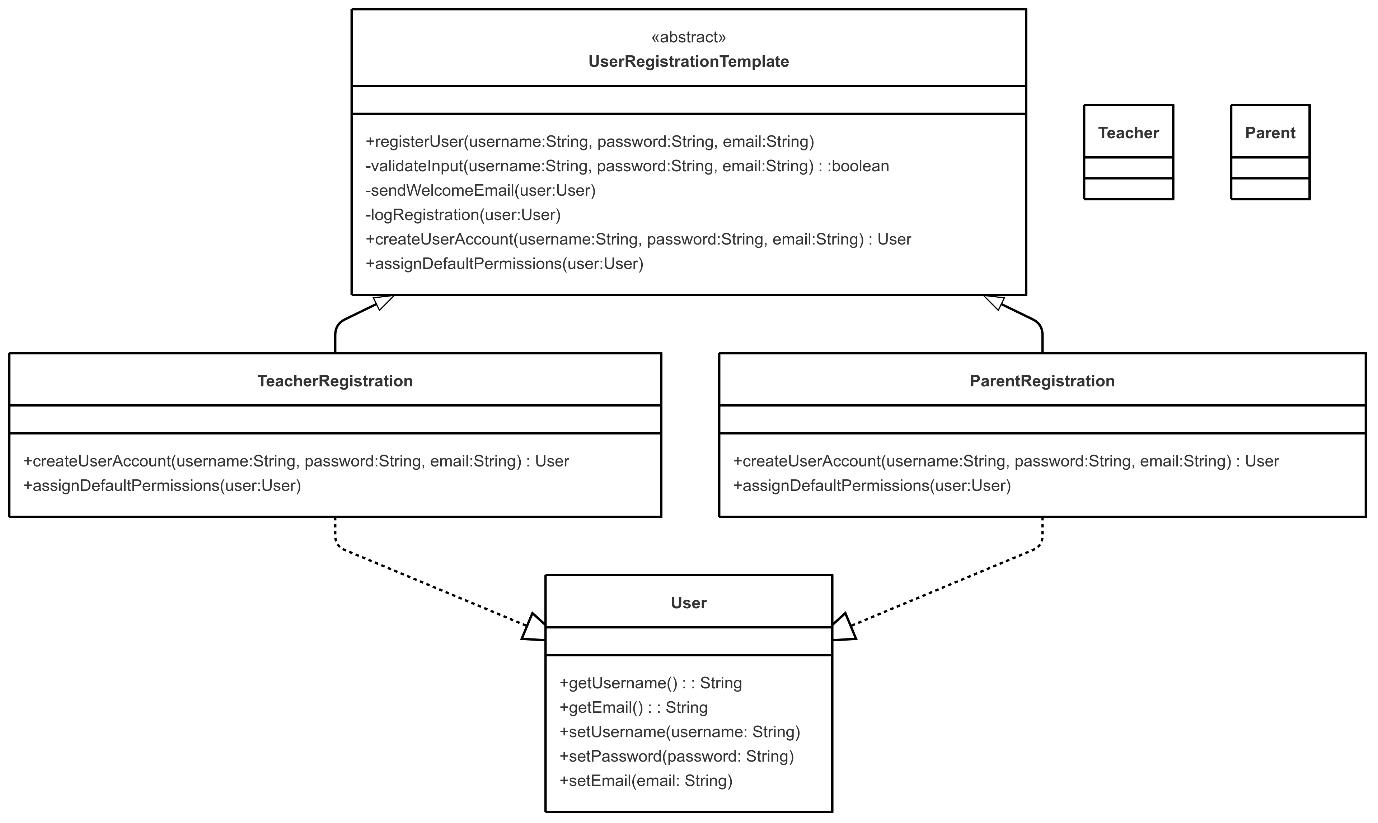 «abstract»
UserRegistrationTemplate
+registerUser(username:String, password:String, email:String)
-validateInput(username:String, password:String, email:String) : :boolean
-sendWelcomeEmail(user:User)
-logRegistration(user:User)
+createUserAccount(username:String, password:String, email:String) : User
+assignDefaultPermissions(user:User)
Teacher
Parent
TeacherRegistration
+createUserAccount(username:String, password:String, email:String) : User
+assignDefaultPermissions(user:User)
ParentRegistration
+createUserAccount(username:String, password:String, email:String) : User
+assignDefaultPermissions(user:User)
User
+getUsername() : : String
+getEmail() : : String
+setUsername(username: String)
+setPassword(password: String)
+setEmail(email: String)